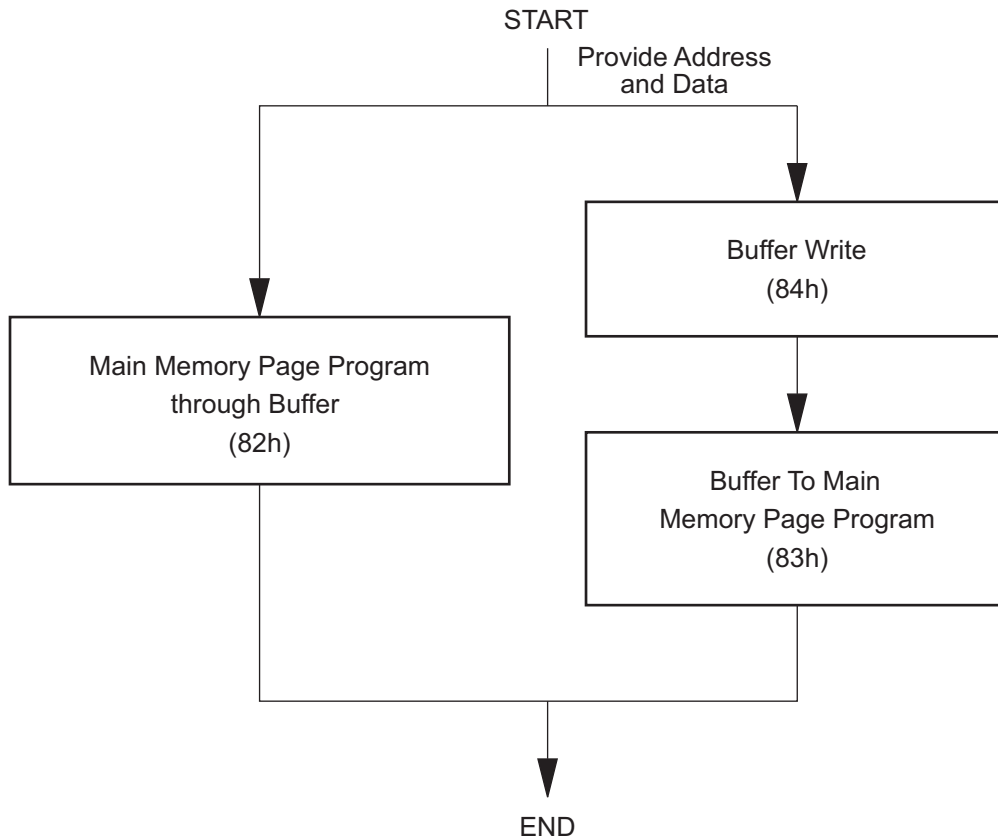 START
Provide Address
and Data
Buffer Write
(84h)
Main Memory Page Program
through Buffer
(82h)
Buffer To Main
Memory Page Program
(83h)
END